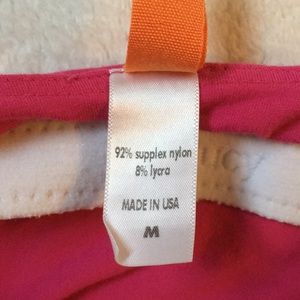 92% supplex nylon
8% lycra
MADE IN USA
M